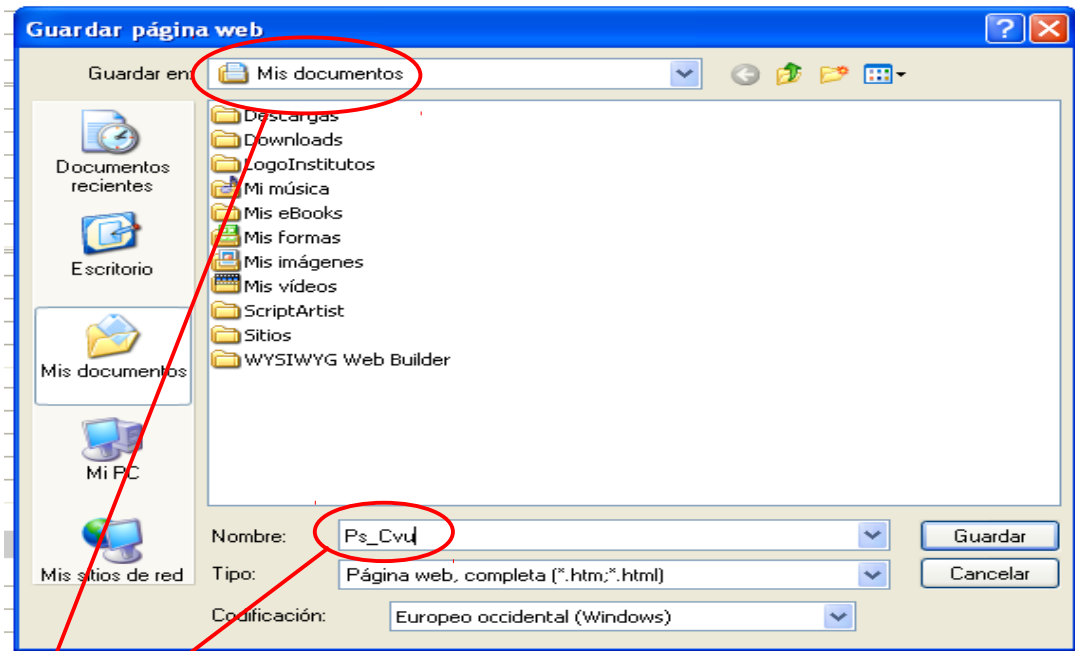 Guardar página web
Guardar en: Mis documentos
Documentos
recientes
Escritorio
Mis documentos
Mi PC
Mis sitios de red
Descargas
Downloads
LogoInstitutos
Mi música
Mis eBooks
Mis formas
Mis imágenes
Mis vídeos
ScriptArtist
Sitios
WYSIWYG Web Builder
Nombre: Ps_Cvu Guardar
Tipo: Página web, completa (*.htm;*.html) Cancelar
Codificación: Europeo occidental (Windows)